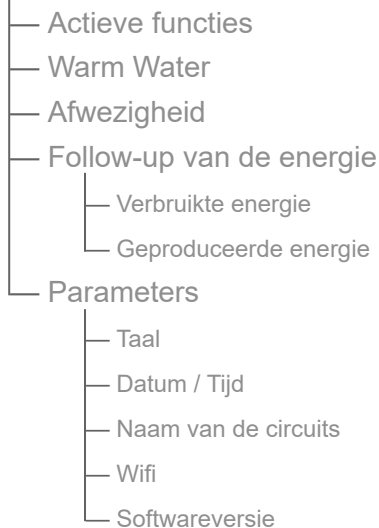 Actieve functies
Warm Water
Afwezigheid
Follow-up van de energie
Verbruikte energie
Geproduceerde energie
Parameters
Taal
Datum / Tijd
Naam van de circuits
Wifi
Softwareversie